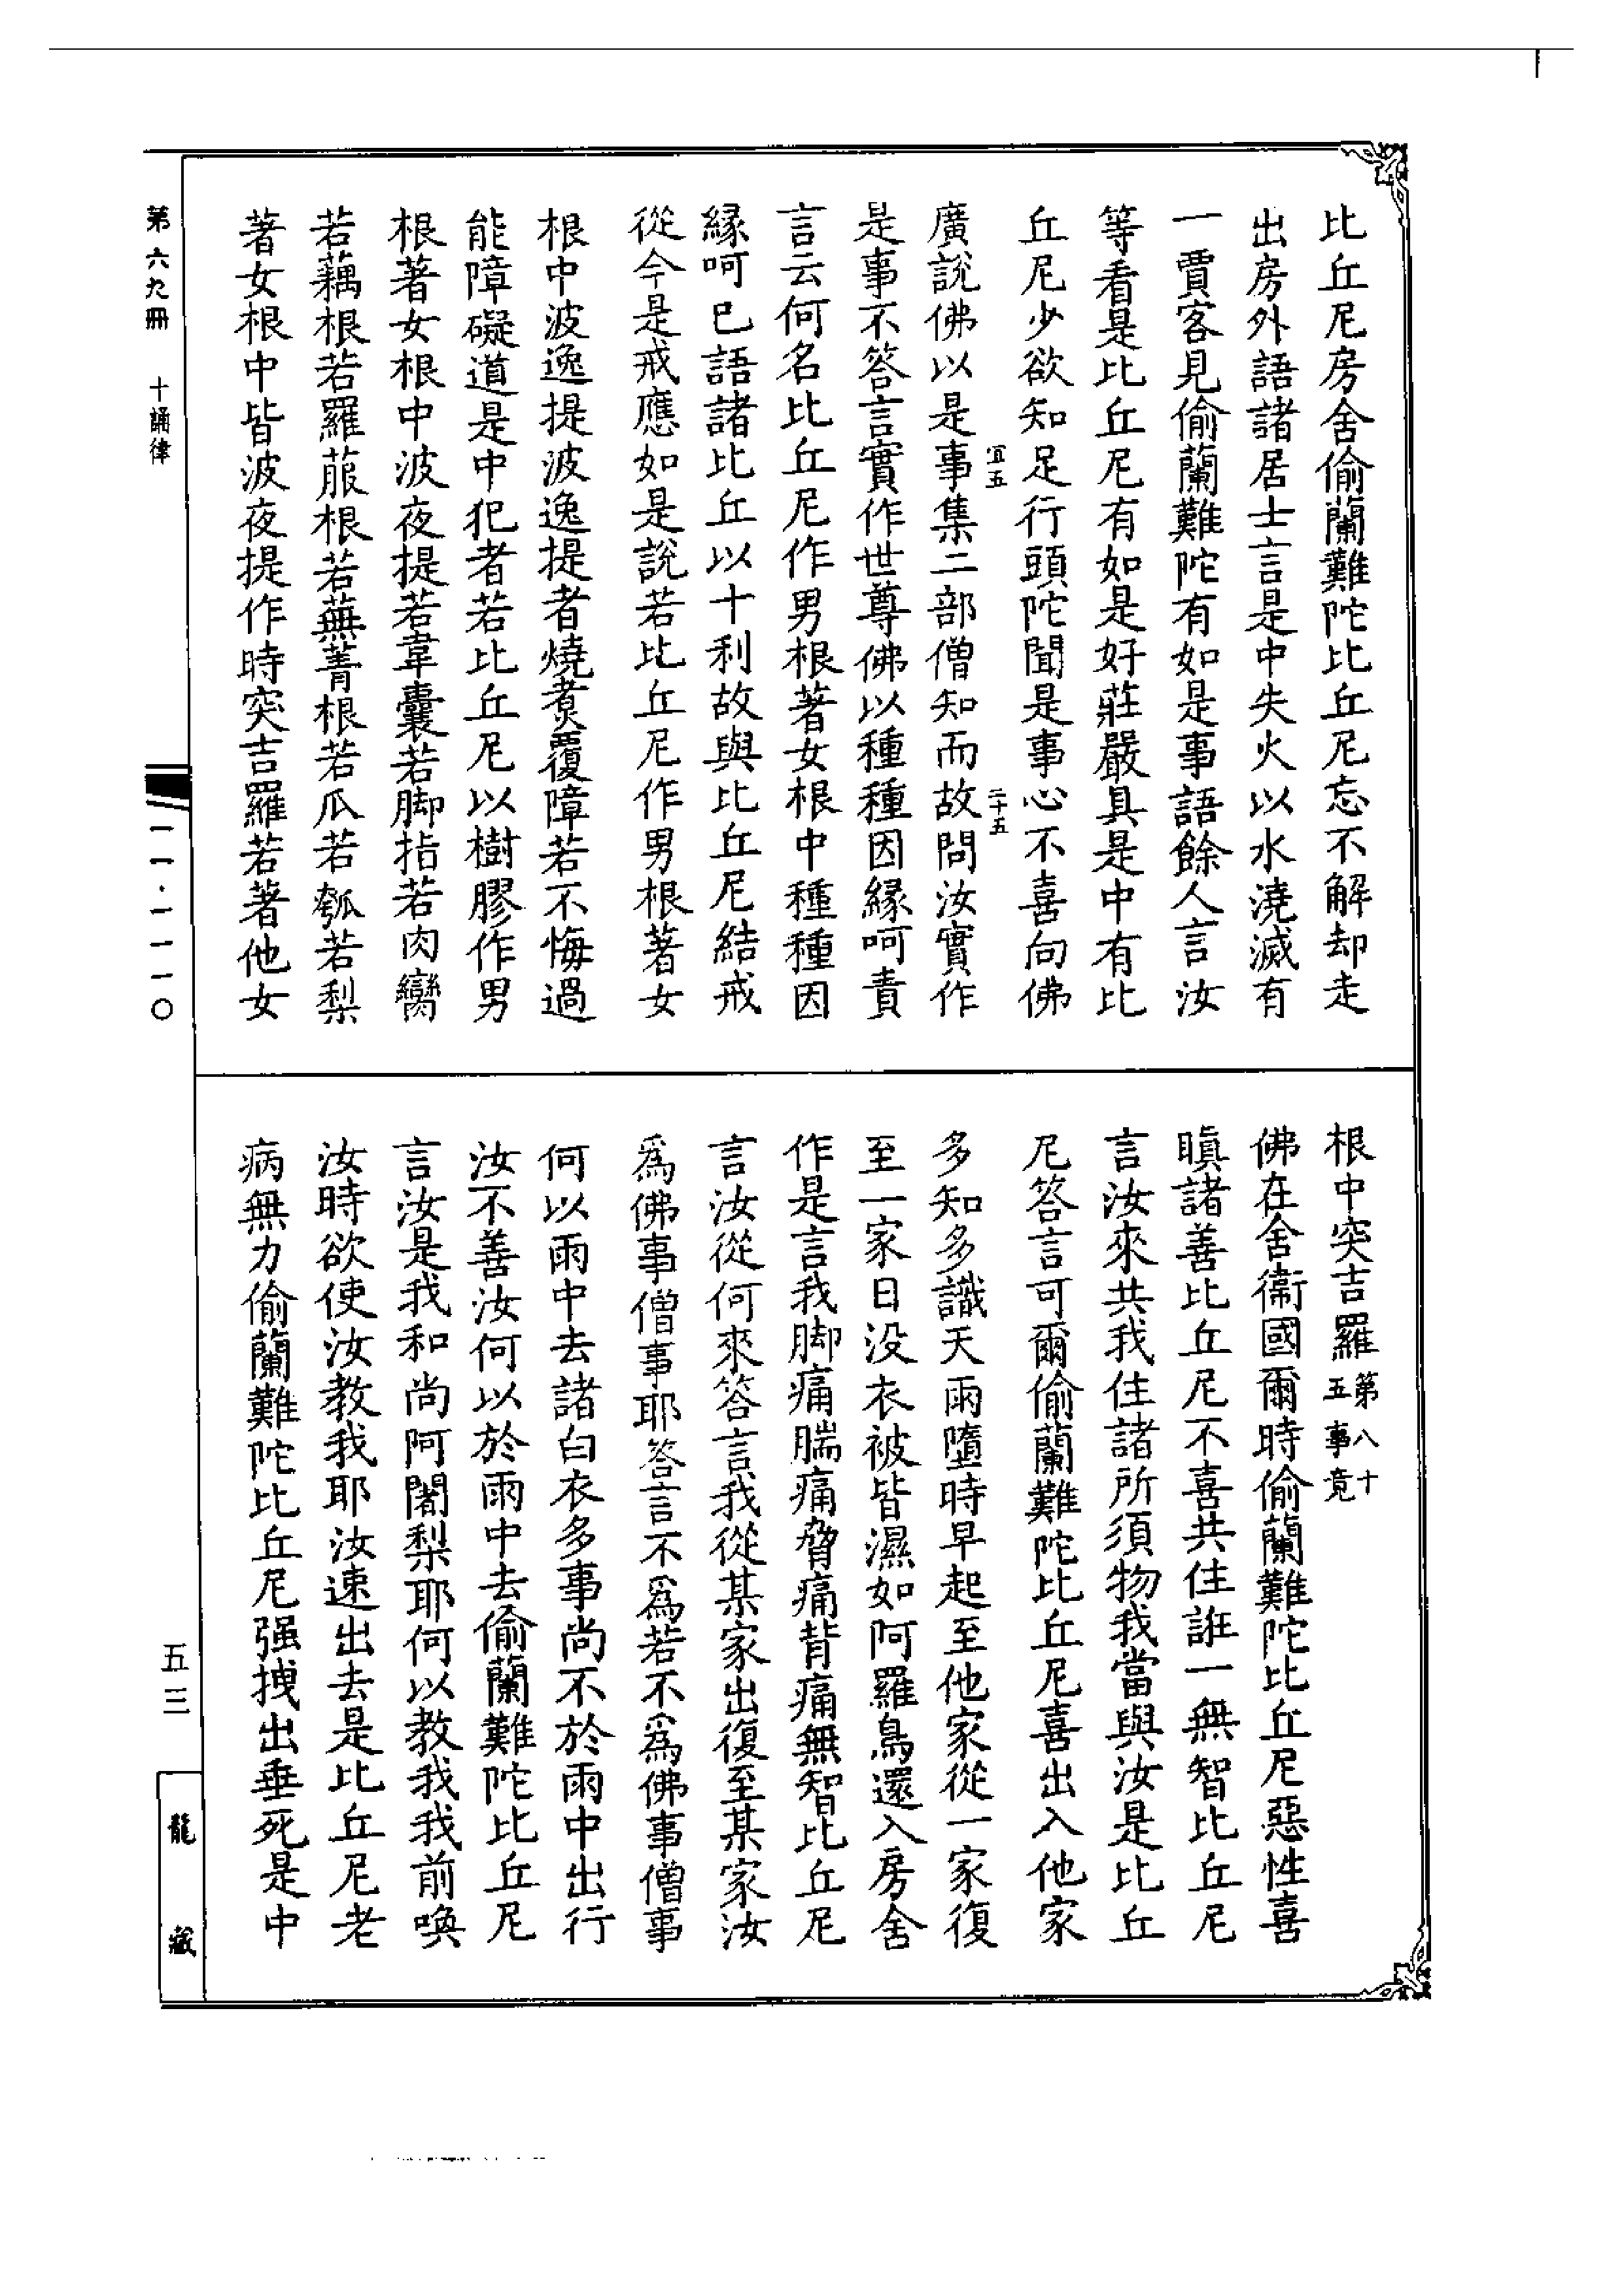 比丘尼房舍偷蘭難陀比丘尼忘不解却走
出房外語諸居士言是中失火以水澆滅有
一賈客見偷蘭難陀有如是事語餘人言汝
等看是比丘尼有如是好莊嚴具是中有比
丘尼少欲知足行頭陀聞是事心不喜向佛
宜五 二十五
廣說佛以是事集二部僧知而故問汝實作
是事不答言實作世尊佛以種種因緣呵責
言云何名比丘尼作男根著女根中種種因
緣呵已語諸比丘以十利故與比丘尼結戒
從今是戒應如是說若比丘尼作男根著女
根中波逸提波逸提者燒煑覆障若不悔過
能障礙道是中犯者若比丘尼以樹膠作男
根著女根中波夜提若韋囊若脚指若肉臠
若藕根若羅菔根若蕪菁根若瓜若瓠若梨
著女根中皆波夜提作時突吉羅若著他女
根中突吉羅第八十五事竟
佛在舍衞國爾時偷蘭難陀比丘尼惡性喜
瞋諸善比丘尼不喜共住誑一無智比丘尼
言汝來共我住諸所須物我當與汝是比丘
尼答言可爾偷蘭難陀比丘尼喜出入他家
多知多識天雨墮時早起至他家從一家復
至一家日没衣被皆濕如阿羅鳥還入房舍
作是言我脚痛腨痛脅痛背痛無智比丘尼
言汝從何來答言我從某家出復至某家汝
爲佛事僧事耶答言不爲若不爲佛事僧事
何以雨中去諸白衣多事尚不於雨中出行
汝不善汝何以於雨中去偷蘭難陀比丘尼
言汝是我和尚阿闍梨耶何以教我我前喚
汝時欲使汝教我耶汝速出去是比丘尼老
病無力偷蘭難陀比丘尼强拽出垂死是中
第六九冊 十誦律
一一·一一一〇
五三
龍藏